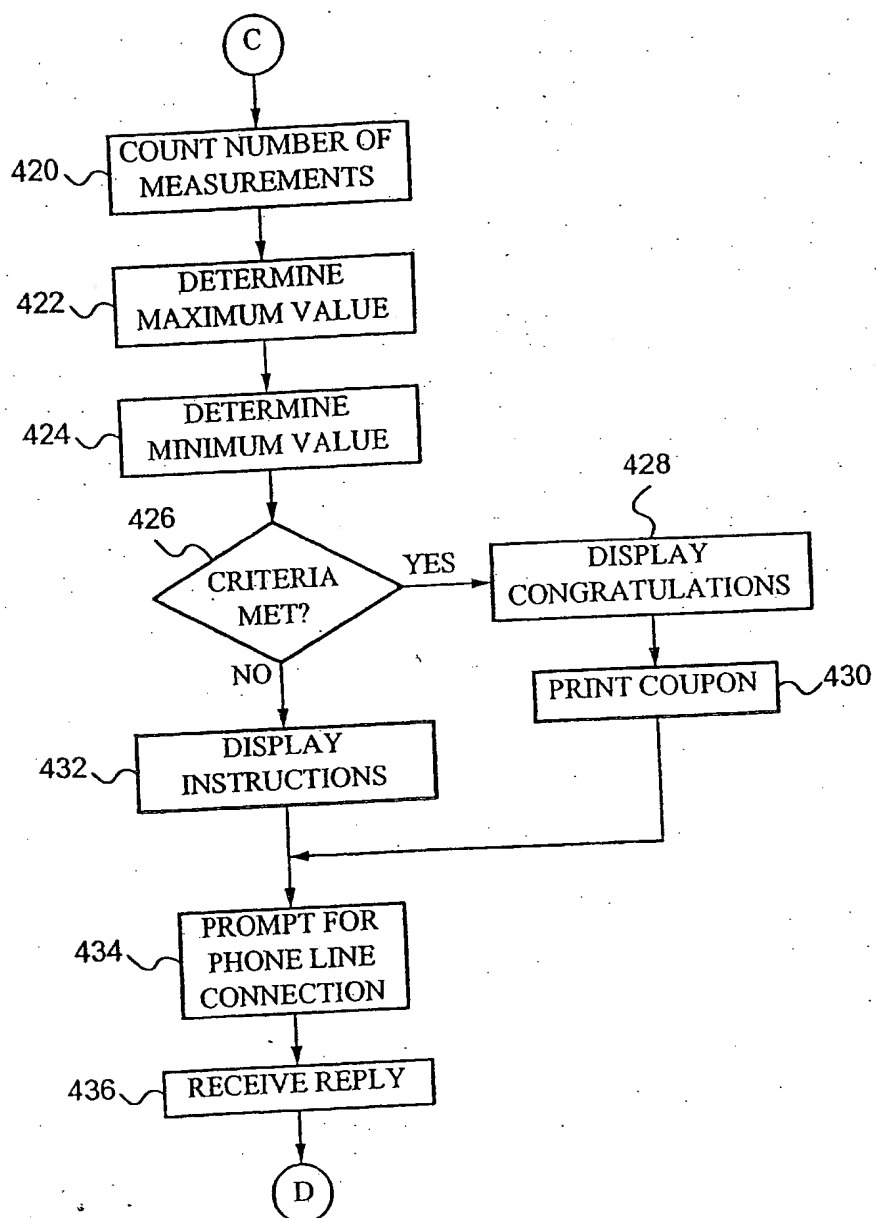 C
420
COUNT NUMBER OF
MEASUREMENTS
422
DETERMINE
MAXIMUM VALUE
424
DETERMINE
MINIMUM VALUE
426
CRITERIA
MET?
YES
NO
428
DISPLAY
CONGRATULATIONS
PRINT COUPON
430
432
DISPLAY
INSTRUCTIONS
434
PROMPT FOR
PHONE LINE
CONNECTION
436
RECEIVE REPLY
D